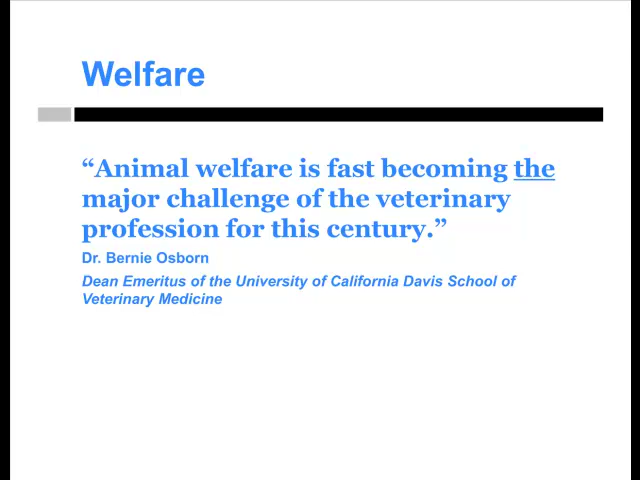 Welfare
“Animal welfare is fast becoming the
major challenge of the veterinary
profession for this century.”
Dr. Bernie Osborn
Dean Emeritus of the University of California Davis School of
Veterinary Medicine